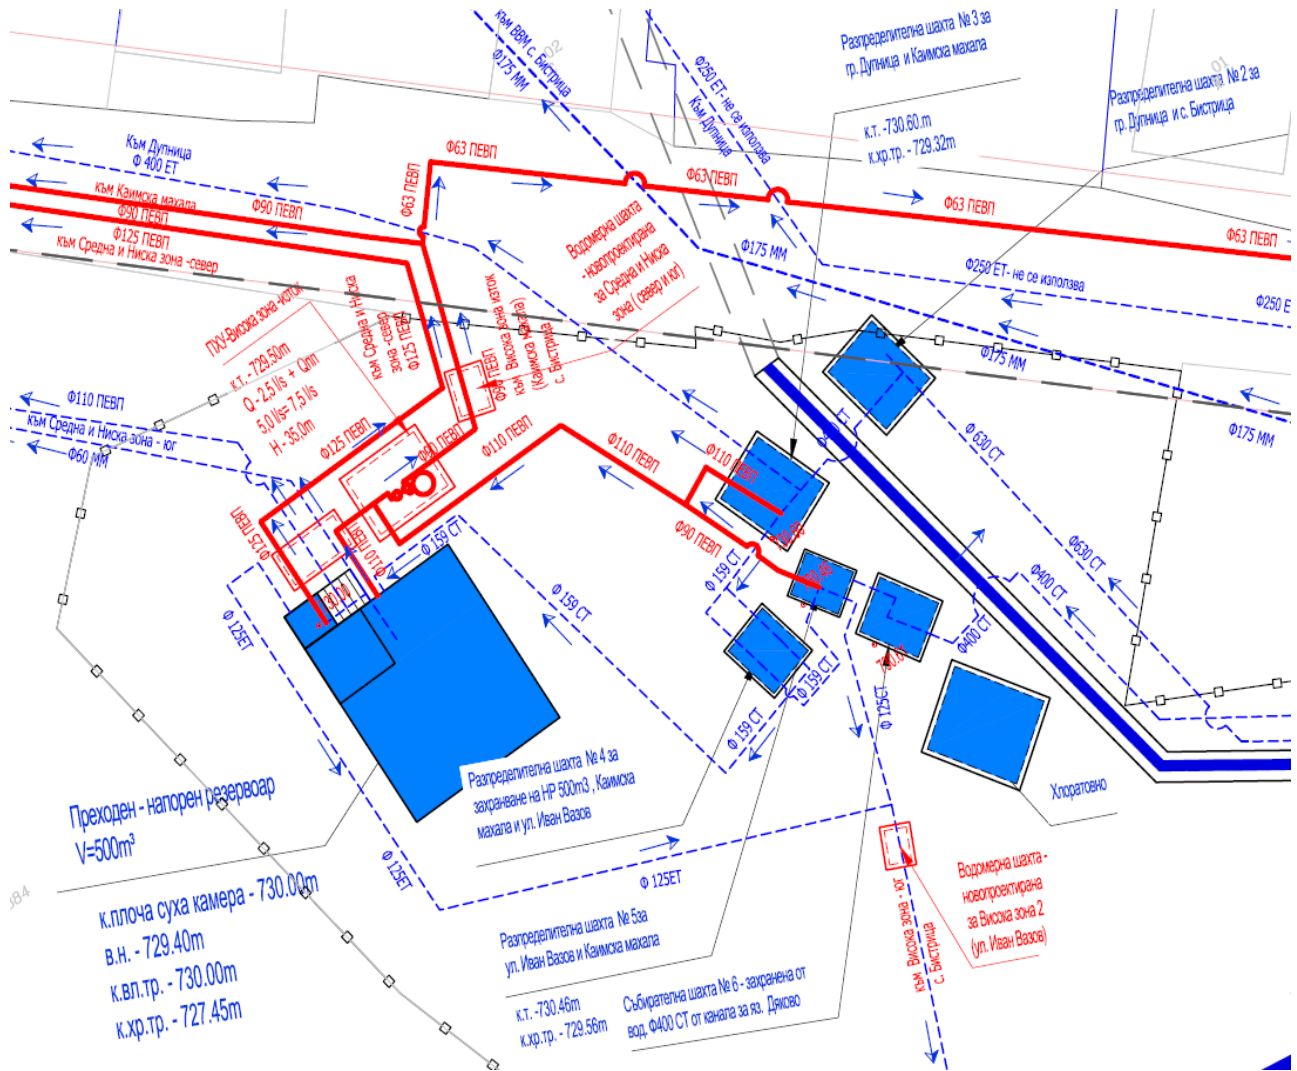 към ВВМ с. Бистрица
Ф175 ММ
Ф250 ЕТ- не се използва
Към Дупница
Разпределителна шахта № 3 за
гр. Дупница и Каимска махала
к.т. -730.60.m
к.хр.тр. - 729.32m
Разпределителна шахта № 2 за
гр. Дупница и с. Бистрица
02
01
Към Дупница
Ф 400 ЕТ
към Каимска махала
Ф90 ПЕВП
Ф90 ПЕВП
Ф125 ПЕВП
към Средна и Ниска зона -север
Ф63 ПЕВП
Ф63 ПЕВП
Ф63 ПЕВП
Ф63 ПЕВП
Ф63 ПЕВП
Водомерна шахта
- новопроектирана
за Средна и Ниска
зона ( север и юг)
Ф175 ММ
Ф250 ЕТ- не се използва
Ф250 Е
Ф175 ММ
Ф175 ММ
ПХУ-Висока зона -изток
к.т. - 729.50m
Q - 2,5 l/s + Qпп
5,0 l/s= 7,5 l/s
H - 35,0m
към Средна и Ниска
зона -север
Ф125 ПЕВП
Ф90 ПЕВП
към Висока зона изток
(Каимска махала)
с. Бистрица
Ф110 ПЕВП
към Средна и Ниска зона - юг
Ф60 ММ
Ф125 ПЕВП
Ф90 ПЕВП
Ф110 ПЕВП
Ф110 ПЕВП
Ф110 ПЕВП
Ф90 ПЕВП
Ф125 ПЕВП
Ф110 ПЕВП
Ф 159 СТ
Ф 159 СТ
Ф 159 СТ
Ф 159 СТ
Ф 159 СТ
Ф 630 СТ
Ф630 СТ
Ф400 СТ
Ф400 СТ
Ф 125СТ
Ф 125ЕТ
Ф 125ЕТ
Ф 125ЕТ
Преходен - напорен резервоар
V=500m³
к.плоча суха камера - 730.00m
в.н. - 729.40m
к.вл.тр. - 730.00m
к.хр.тр. - 727.45m
Разпределителна шахта № 4 за
захранване на НР 500m3 , Каимска
махала и ул. Иван Вазов
Разпределителна шахта № 5за
ул. Иван Вазов и Каимска махала
к.т. -730.46m
к.хр.тр. - 729.56m
Събирателна шахта № 6 - захранена от
вод. Ф400 СТ от канала за яз. Дяково
Хлораторно
Водомерна шахта -
новопроектирана
за Висока зона 2
(ул. Иван Вазов)
към Висока зона - юг
с. Бистрица